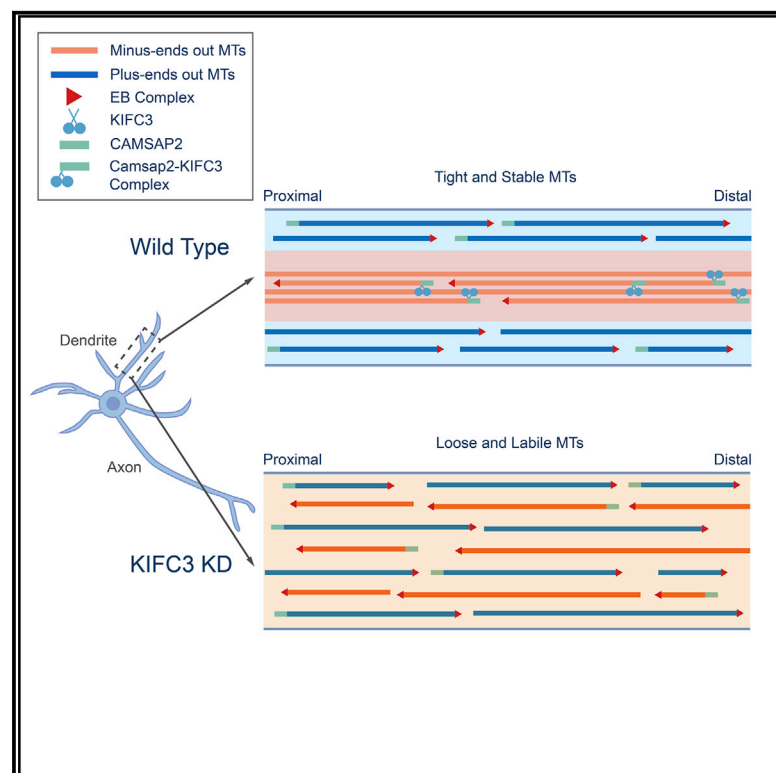 Minus-ends out MTs
Plus-ends out MTs
EB Complex
KIFC3
CAMSAP2
Camsap2-KIFC3
Complex
Tight and Stable MTs
Proximal
Distal
Wild Type
Dendrite
Axon
Loose and Labile MTs
Proximal
Distal
KIFC3 KD